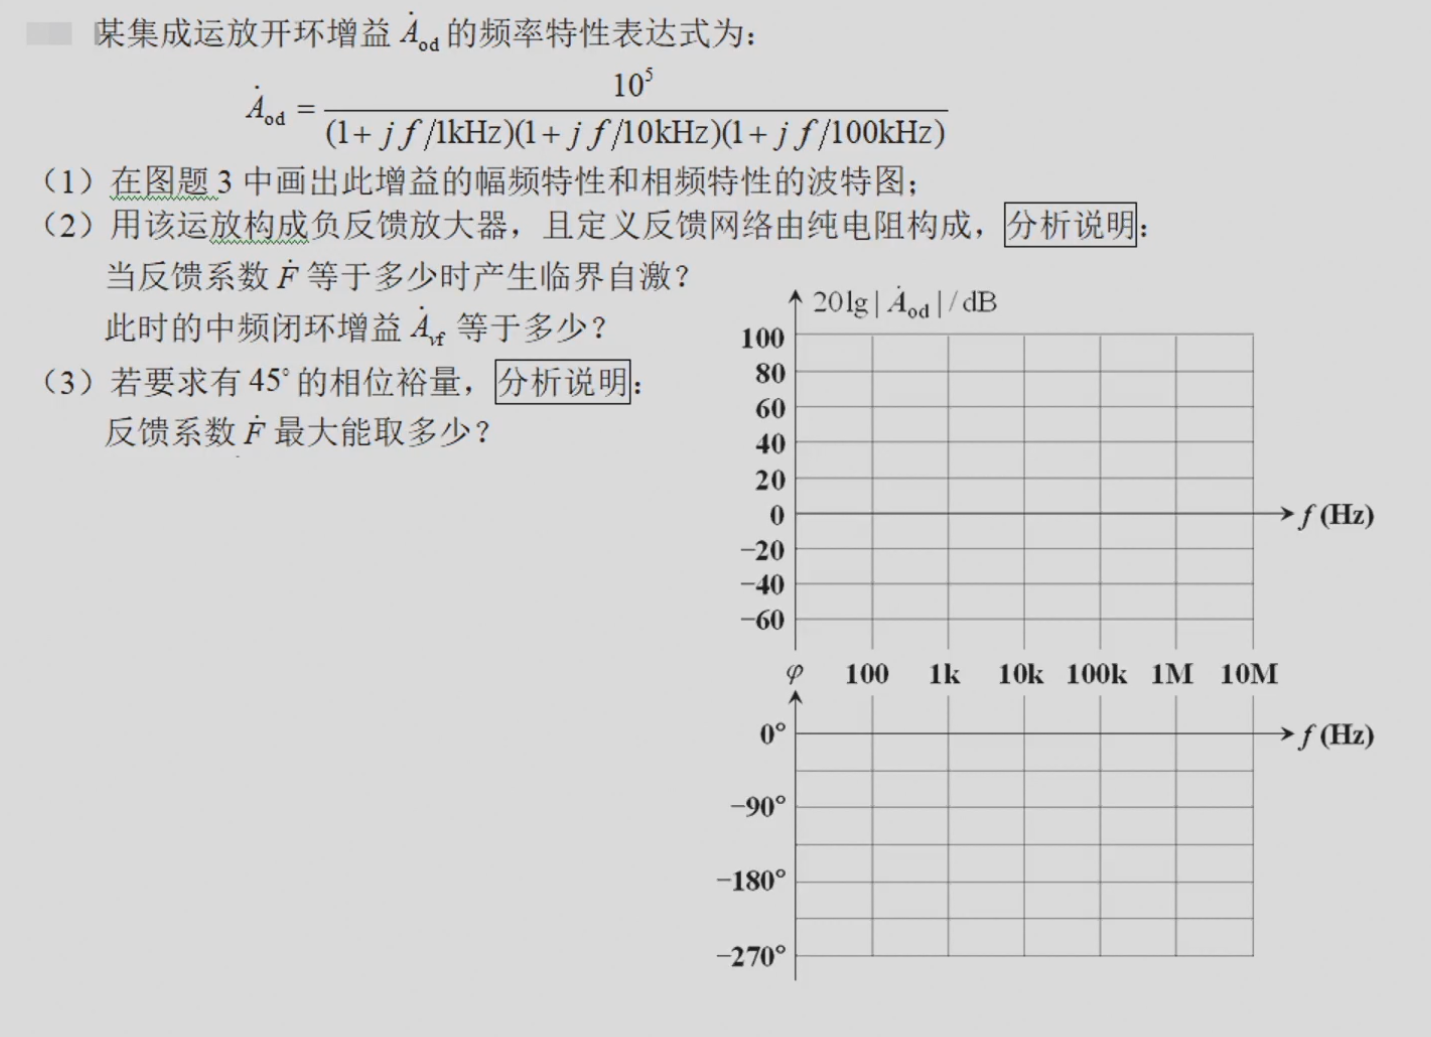 某集成运放开环增益 Ȧod 的频率特性表达式为：
Ȧod = 10⁵ / (1+ j f /1kHz)(1+ j f /10kHz)(1+ j f /100kHz)
（1）在图题 3 中画出此增益的幅频特性和相频特性的波特图；
（2）用该运放构成负反馈放大器，且定义反馈网络由纯电阻构成，分析说明：
当反馈系数 Ḟ 等于多少时产生临界自激？
此时的中频闭环增益 Ȧvf 等于多少？
（3）若要求有 45° 的相位裕量，分析说明：
反馈系数 Ḟ 最大能取多少？
20lg | Ȧod | / dB
100
80
60
40
20
0
f (Hz)
−20
−40
−60
φ 100 1k 10k 100k 1M 10M
0°
f (Hz)
−90°
−180°
−270°